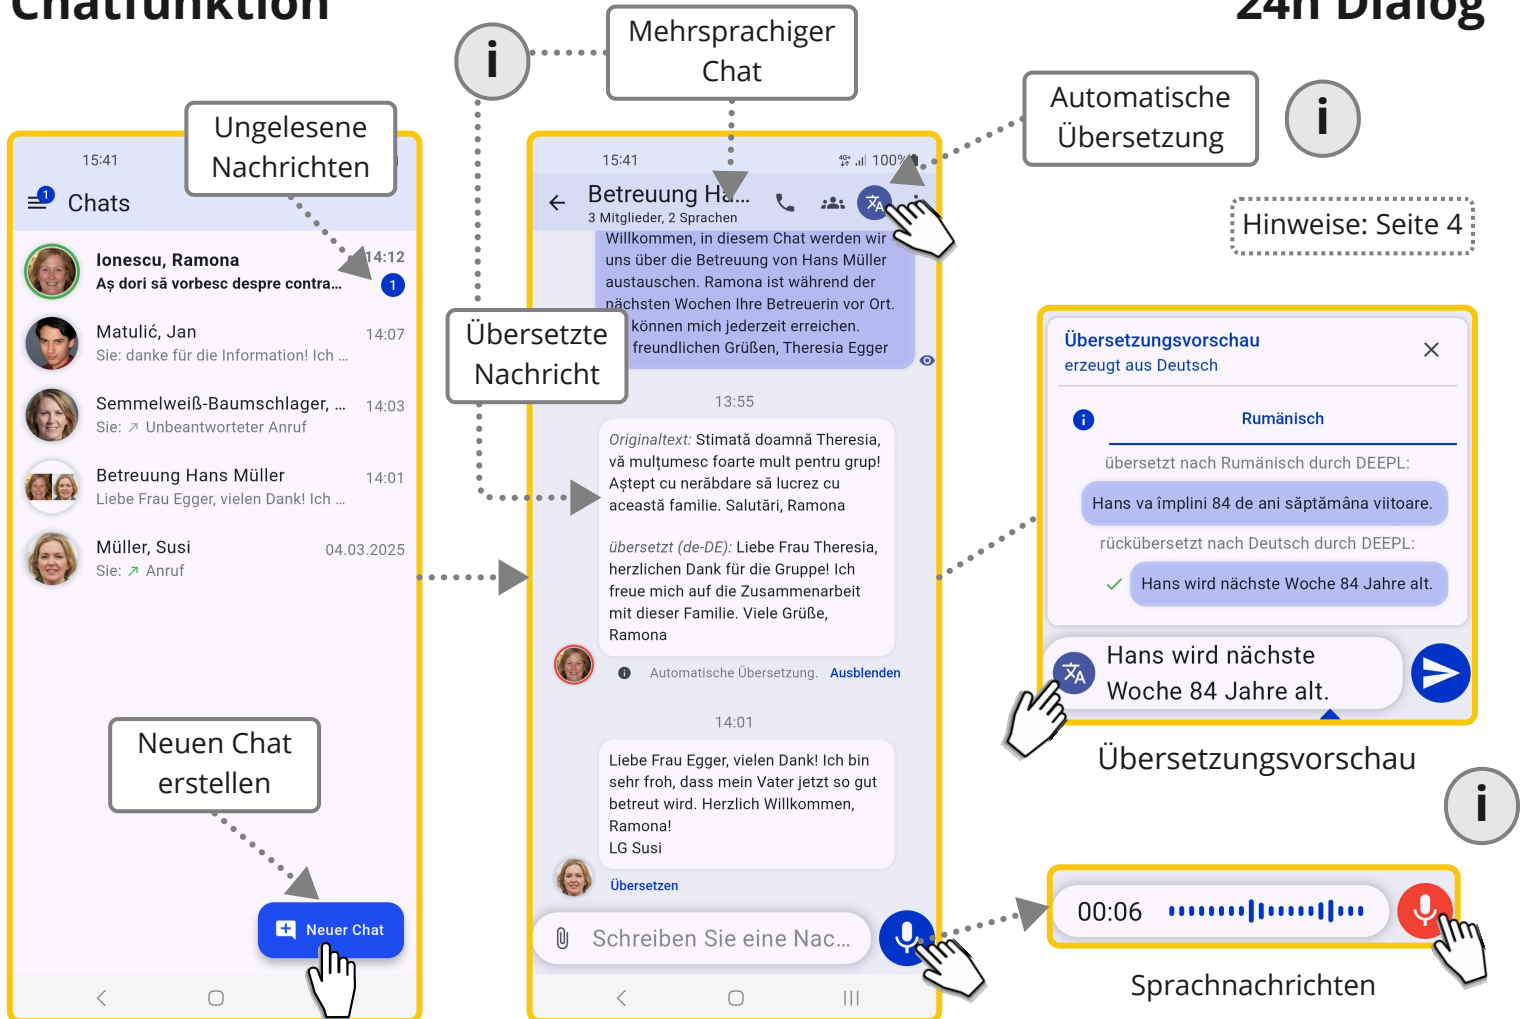 Chatfunktion
24h Dialog
i
Mehrsprachiger
Chat
Automatische
Übersetzung
i
Hinweise: Seite 4
Ungelesene
Nachrichten
15:41
1
Chats
Ionescu, Ramona
14:12
Aş dori să vorbesc despre contra...
1
Matulić, Jan
14:07
Sie: danke für die Information! Ich ...
Semmelweiß-Baumschlager, ...
14:03
Sie: ↗ Unbeantworteter Anruf
Betreuung Hans Müller
14:01
Liebe Frau Egger, vielen Dank! Ich ...
Müller, Susi
04.03.2025
Sie: ↗ Anruf
Neuen Chat
erstellen
Neuer Chat
15:41
4G+
100%
Betreuung Ha...
3 Mitglieder, 2 Sprachen
Willkommen, in diesem Chat werden wir
uns über die Betreuung von Hans Müller
austauschen. Ramona ist während der
nächsten Wochen Ihre Betreuerin vor Ort.
können mich jederzeit erreichen.
freundlichen Grüßen, Theresia Egger
Übersetzte
Nachricht
13:55
Originaltext: Stimată doamnă Theresia,
vă mulțumesc foarte mult pentru grup!
Aștept cu nerăbdare să lucrez cu
această familie. Salutări, Ramona
übersetzt (de-DE): Liebe Frau Theresia,
herzlichen Dank für die Gruppe! Ich
freue mich auf die Zusammenarbeit
mit dieser Familie. Viele Grüße,
Ramona
Automatische Übersetzung. Ausblenden
14:01
Liebe Frau Egger, vielen Dank! Ich bin
sehr froh, dass mein Vater jetzt so gut
betreut wird. Herzlich Willkommen,
Ramona!
LG Susi
Übersetzen
Schreiben Sie eine Nac...
Übersetzungsvorschau
erzeugt aus Deutsch
Rumänisch
übersetzt nach Rumänisch durch DEEPL:
Hans va împlini 84 de ani săptămâna viitoare.
rückübersetzt nach Deutsch durch DEEPL:
Hans wird nächste Woche 84 Jahre alt.
Hans wird nächste
Woche 84 Jahre alt.
Übersetzungsvorschau
i
00:06
Sprachnachrichten